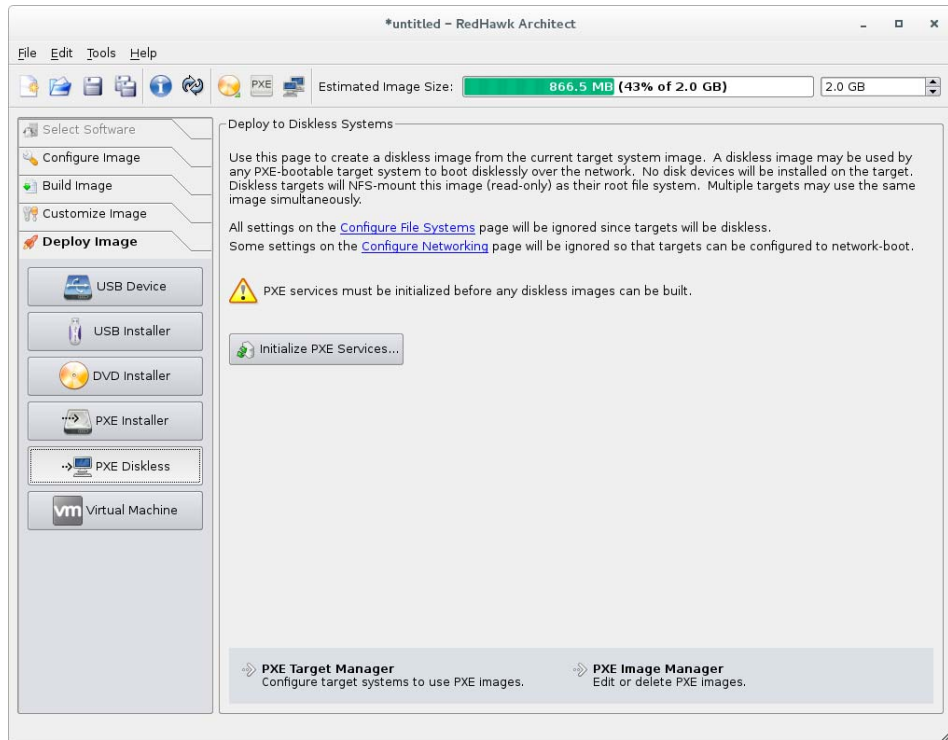 *untitled – RedHawk Architect
File Edit Tools Help
PXE
Estimated Image Size:
866.5 MB (43% of 2.0 GB)
2.0 GB
Select Software
Configure Image
Build Image
Customize Image
Deploy Image
USB Device
USB Installer
DVD Installer
PXE Installer
PXE Diskless
vm Virtual Machine
Deploy to Diskless Systems
Use this page to create a diskless image from the current target system image. A diskless image may be used by
any PXE-bootable target system to boot disklessly over the network. No disk devices will be installed on the target.
Diskless targets will NFS-mount this image (read-only) as their root file system. Multiple targets may use the same
image simultaneously.
All settings on the Configure File Systems page will be ignored since targets will be diskless.
Some settings on the Configure Networking page will be ignored so that targets can be configured to network-boot.
PXE services must be initialized before any diskless images can be built.
Initialize PXE Services...
PXE Target Manager
Configure target systems to use PXE images.
PXE Image Manager
Edit or delete PXE images.